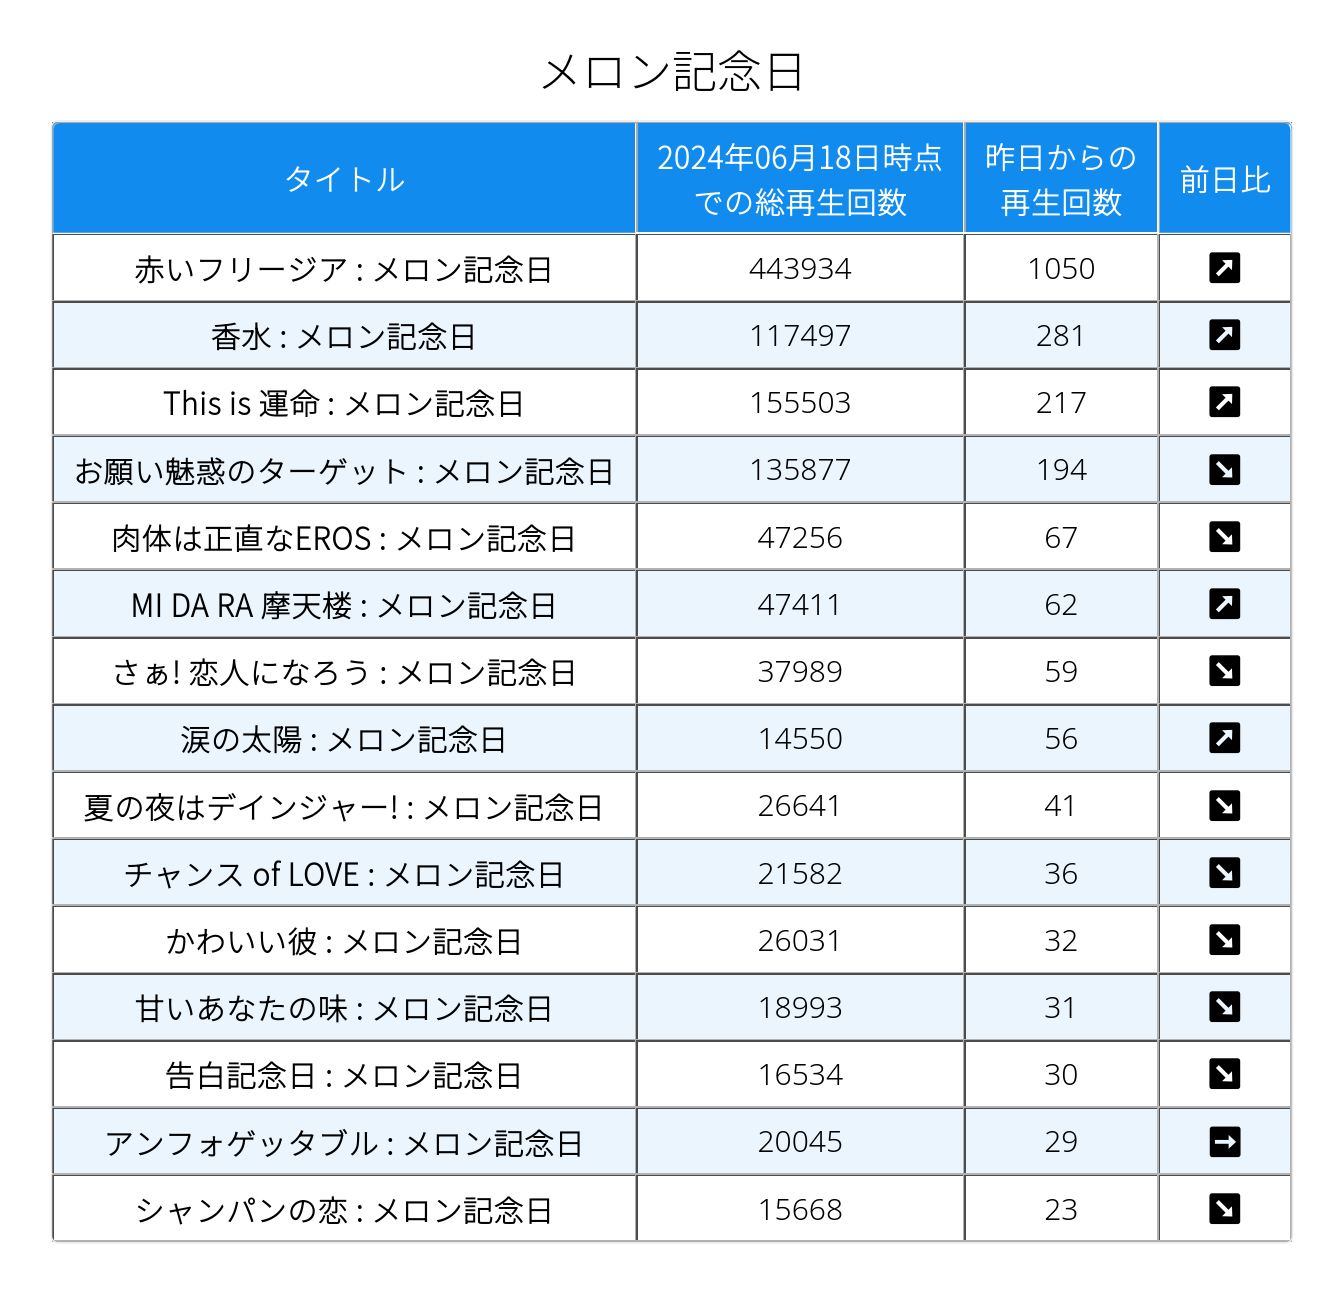 メロン記念日
タイトル
2024年06月18日時点
での総再生回数
昨日からの
再生回数
前日比
赤いフリージア : メロン記念日 443934 1050
香水 : メロン記念日 117497 281
This is 運命 : メロン記念日 155503 217
お願い魅惑のターゲット : メロン記念日 135877 194
肉体は正直なEROS : メロン記念日 47256 67
MI DA RA 摩天楼 : メロン記念日 47411 62
さぁ! 恋人になろう : メロン記念日 37989 59
涙の太陽 : メロン記念日 14550 56
夏の夜はデインジャー! : メロン記念日 26641 41
チャンス of LOVE : メロン記念日 21582 36
かわいい彼 : メロン記念日 26031 32
甘いあなたの味 : メロン記念日 18993 31
告白記念日 : メロン記念日 16534 30
アンフォゲッタブル : メロン記念日 20045 29
シャンパンの恋 : メロン記念日 15668 23